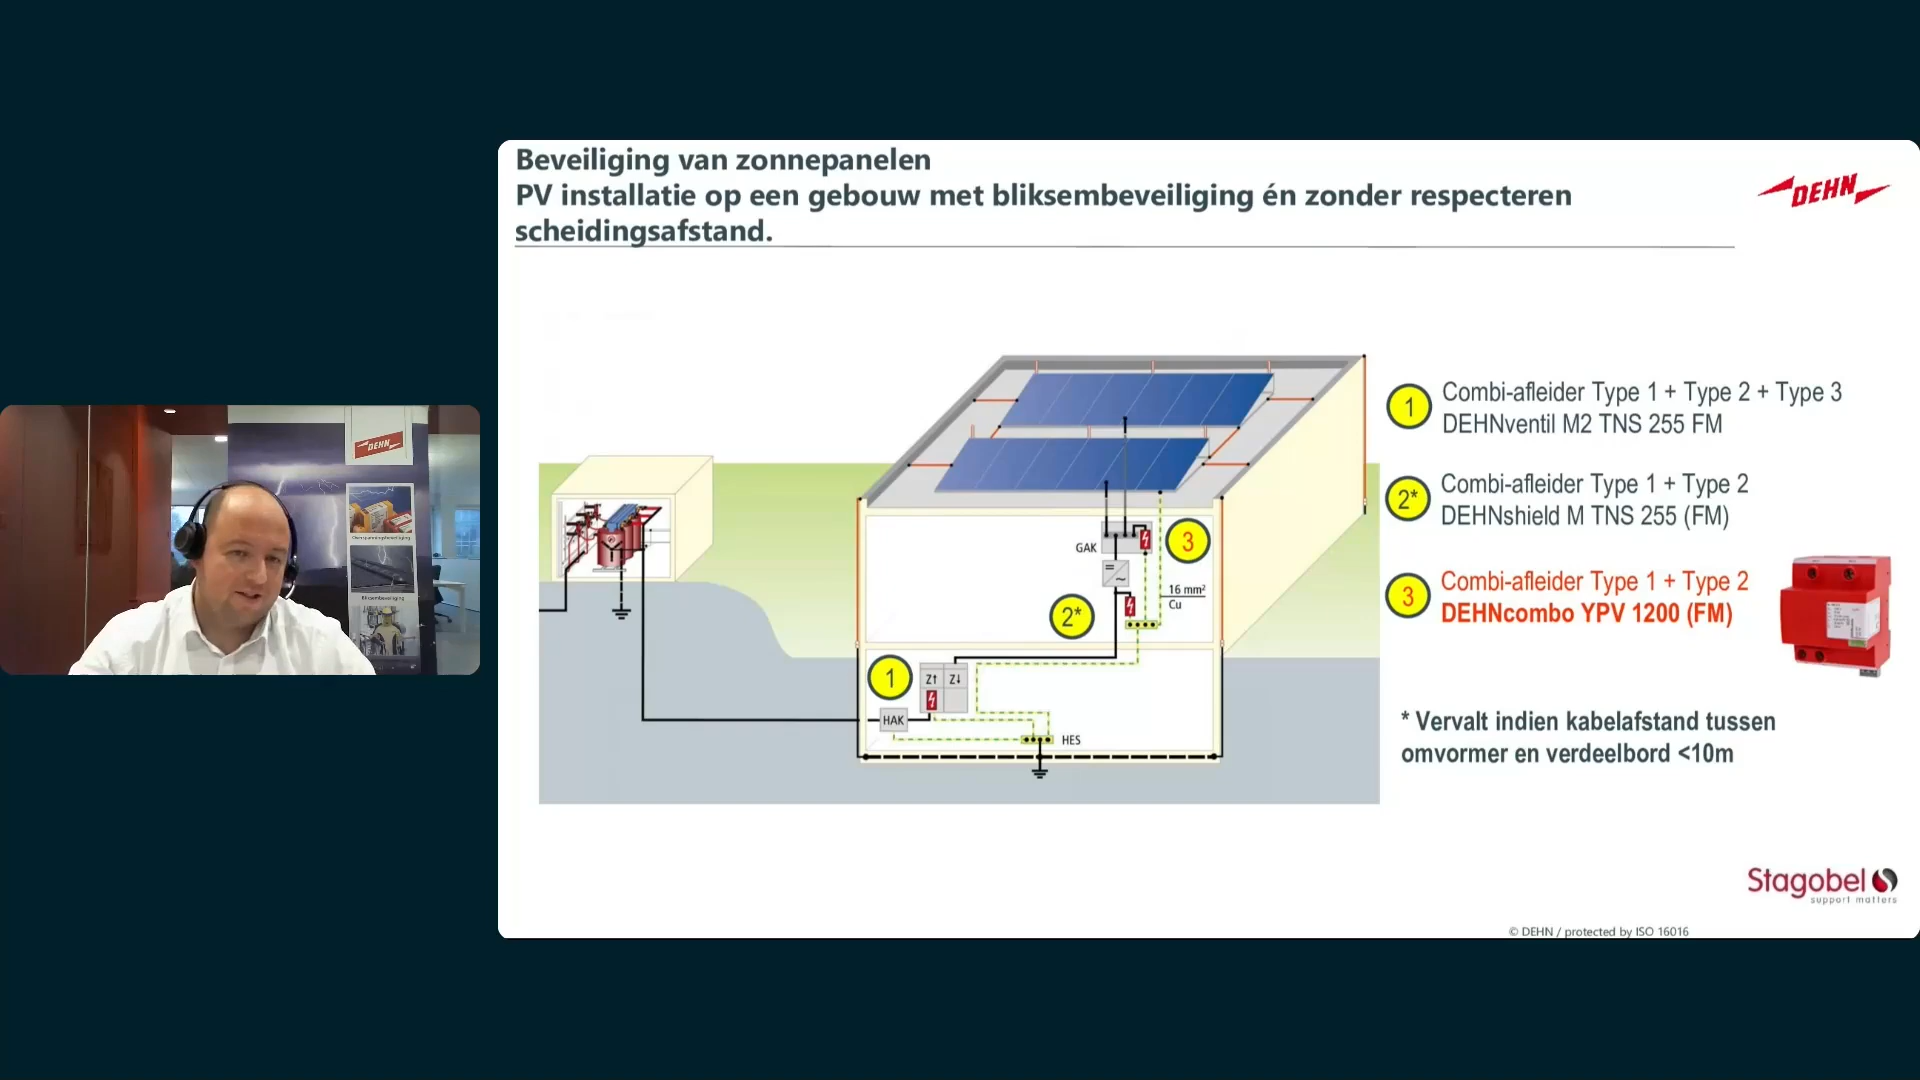 Beveiliging van zonnepanelen
PV installatie op een gebouw met bliksembeveiliging én zonder respecteren
scheidingsafstand.
DEHN
1
Combi-afleider Type 1 + Type 2 + Type 3
DEHNventil M2 TNS 255 FM
2*
Combi-afleider Type 1 + Type 2
DEHNshield M TNS 255 (FM)
3
Combi-afleider Type 1 + Type 2
DEHNcombo YPV 1200 (FM)
* Vervalt indien kabelafstand tussen
omvormer en verdeelbord <10m
GAK
3
16 mm²
Cu
2*
1
Z↑ Z↓
HAK
HES
DEHN
Overspanningsbeveiliging
Bliksembeveiliging
Stagobel
support matters
© DEHN / protected by ISO 16016